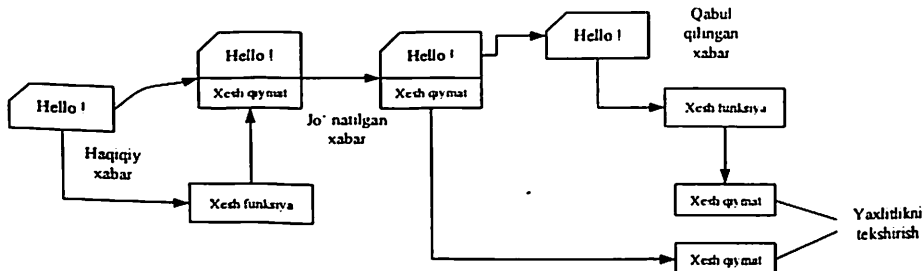 Hello !
Haqiqiy
xabar
Xesh funksiya
Hello !
Xesh qiymat
Jo' natilgan
xabar
Hello !
Xesh qiymat
Hello !
Qabul
qilingan
xabar
Xesh funksiya
Xesh qiymat
Xesh qiymat
Yaxlitlikni
tekshirish